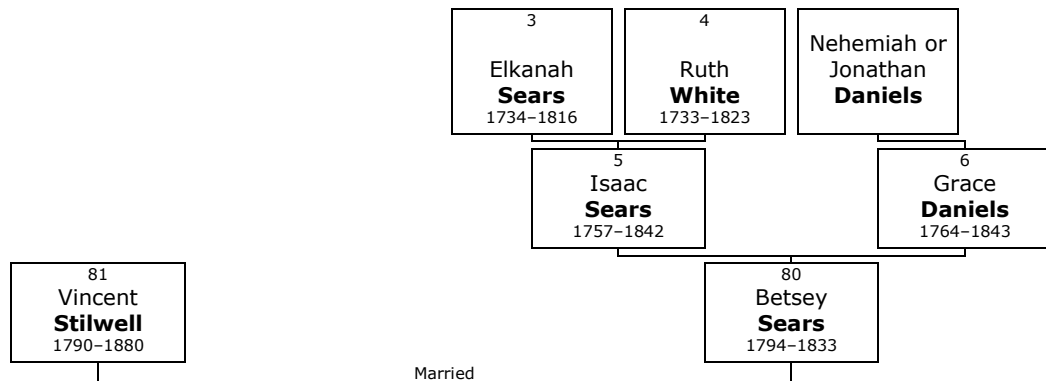 3
Elkanah
Sears
1734–1816
4
Ruth
White
1733–1823
Nehemiah or
Jonathan
Daniels
5
Isaac
Sears
1757–1842
6
Grace
Daniels
1764–1843
81
Vincent
Stilwell
1790–1880
80
Betsey
Sears
1794–1833
Married